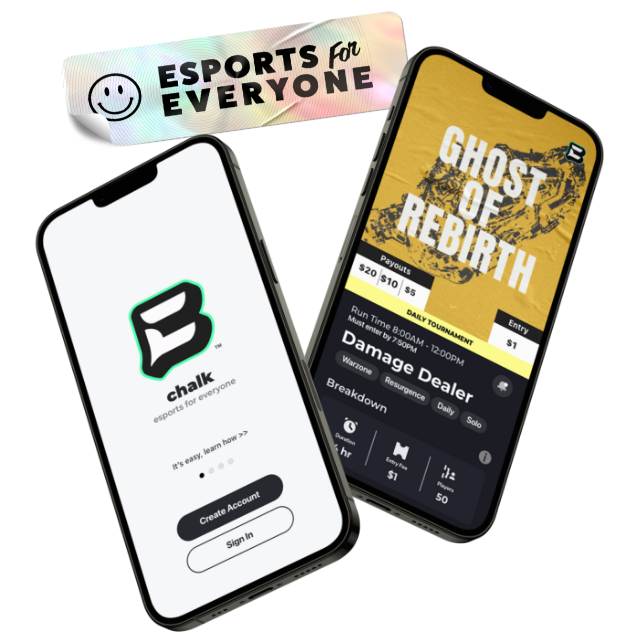 ESPORTS for
EVERYONE
TM
chalk
esports for everyone
It's easy, learn how >>
Create Account
Sign In
GHOST
OF
REBIRTH
Payouts
$20 $10 $5
Entry
$1
DAILY TOURNAMENT
Run Time 8:00AM - 12:00PM
Must enter by 7:50PM
Damage Dealer
Warzone Resurgence Daily Solo
Breakdown
Duration
hr
Entry Fee
$1
Players
50